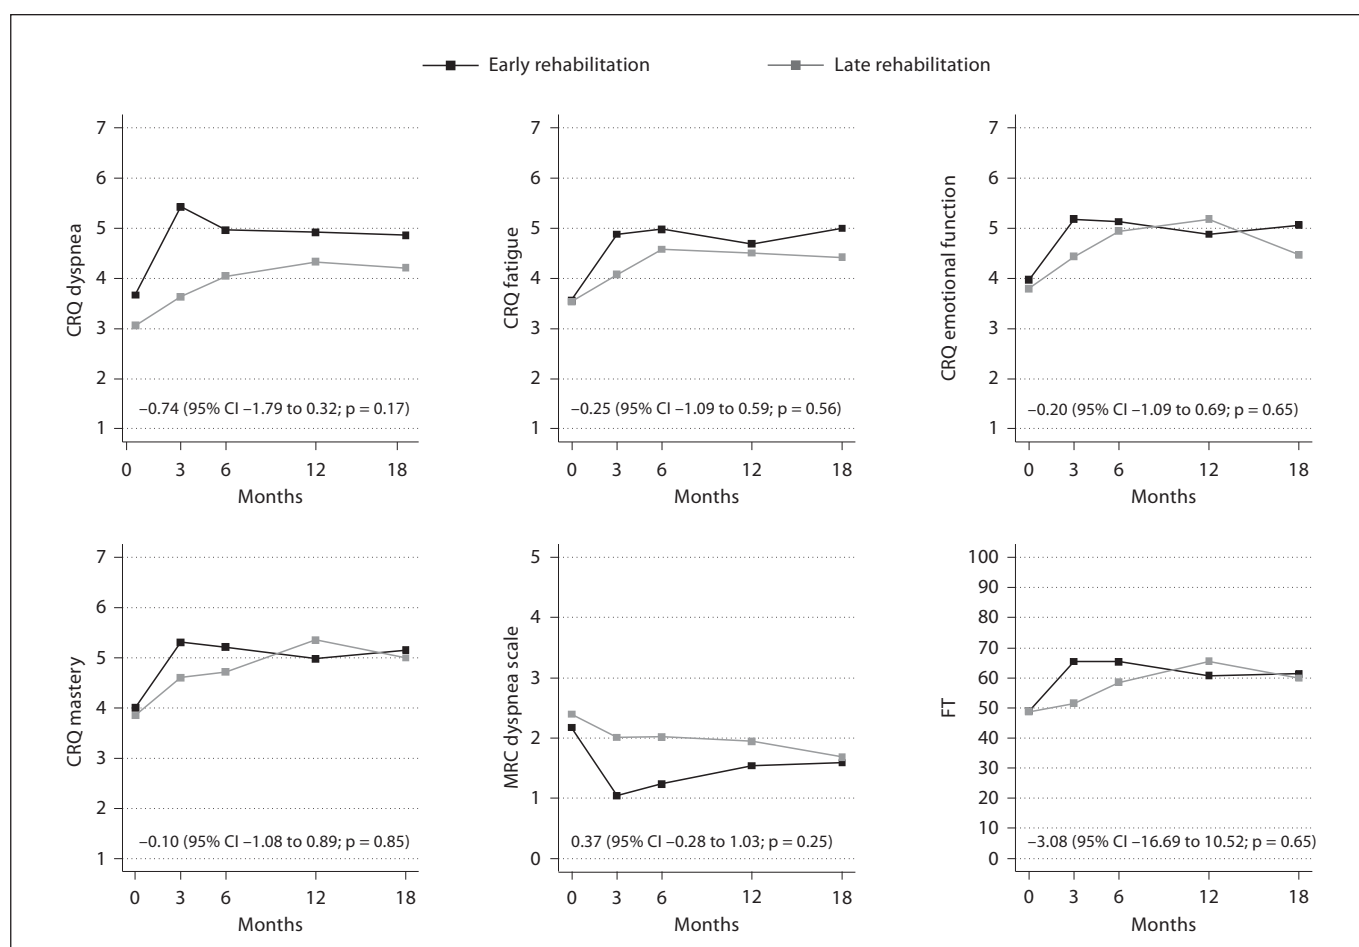 Early rehabilitation
Late rehabilitation
7
6
5
4
3
2
1
CRQ dyspnea
–0.74 (95% CI –1.79 to 0.32; p = 0.17)
0 3 6 12 18
Months
7
6
5
4
3
2
1
CRQ fatigue
–0.25 (95% CI –1.09 to 0.59; p = 0.56)
0 3 6 12 18
Months
7
6
5
4
3
2
1
CRQ emotional function
–0.20 (95% CI –1.09 to 0.69; p = 0.65)
0 3 6 12 18
Months
7
6
5
4
3
2
1
CRQ mastery
–0.10 (95% CI –1.08 to 0.89; p = 0.85)
0 3 6 12 18
Months
5
4
3
2
1
0
MRC dyspnea scale
0.37 (95% CI –0.28 to 1.03; p = 0.25)
0 3 6 12 18
Months
100
90
80
70
60
50
40
30
20
10
0
FT
–3.08 (95% CI –16.69 to 10.52; p = 0.65)
0 3 6 12 18
Months